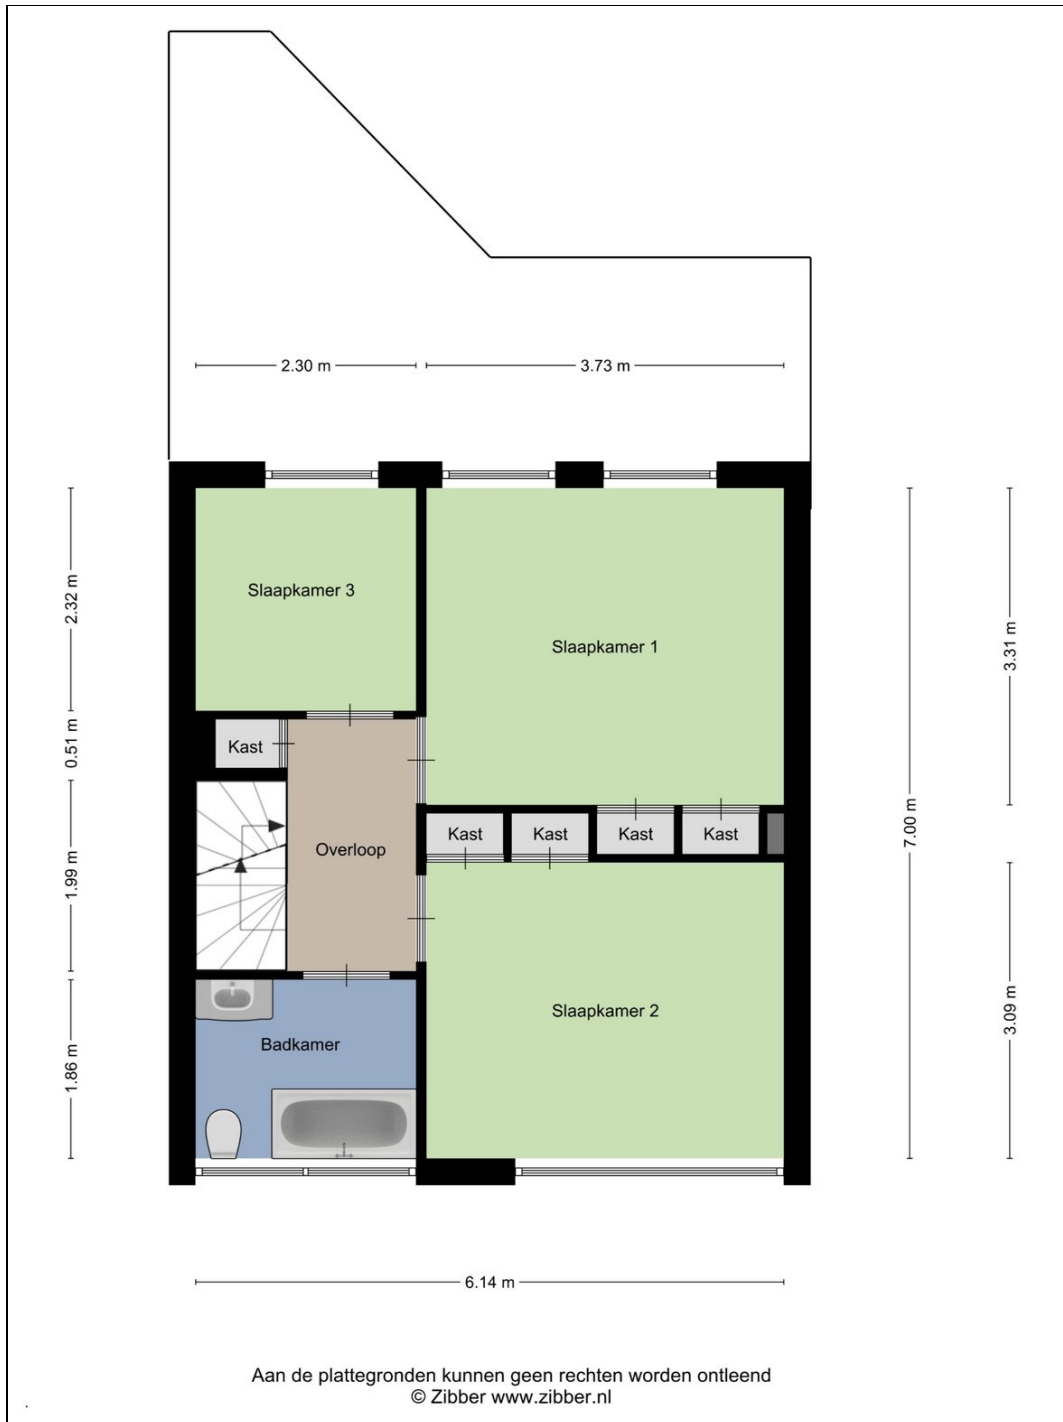 2.30 m
3.73 m
2.32 m
0.51 m
1.99 m
1.86 m
Slaapkamer 3
Slaapkamer 1
Kast
Overloop
Kast
Kast
Kast
Kast
Slaapkamer 2
Badkamer
7.00 m
3.31 m
3.09 m
6.14 m
Aan de plattegronden kunnen geen rechten worden ontleend
© Zibber www.zibber.nl